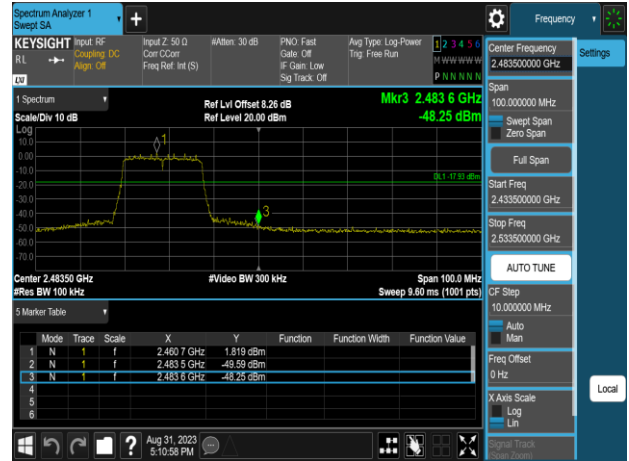 Spectrum Analyzer 1
Swept SA
+
Frequency
KEYSIGHT
RL
LXI
Input: RF
Coupling: DC
Align: Off
Input Z: 50 Ω
Corr CCorr
Freq Ref: Int (S)
#Atten: 30 dB
PNO: Fast
Gate: Off
IF Gain: Low
Sig Track: Off
Avg Type: Log-Power
Trig: Free Run
1 2 3 4 5 6
M W W W W W
P N N N N N
1 Spectrum
Scale/Div 10 dB
Ref Lvl Offset 8.26 dB
Ref Level 20.00 dBm
Mkr3 2.483 6 GHz
-48.25 dBm
Log
10.0
0.00
-10.0
-20.0
-30.0
-40.0
-50.0
-60.0
-70.0
1
3
DL1 -17.93 dBm
Center 2.48350 GHz
#Res BW 100 kHz
#Video BW 300 kHz
Span 100.0 MHz
Sweep 9.60 ms (1001 pts)
5 Marker Table
Mode Trace Scale X Y Function Function Width Function Value
1 N 1 f 2.460 7 GHz 1.819 dBm
2 N 1 f 2.483 5 GHz -49.59 dBm
3 N 1 f 2.483 6 GHz -48.25 dBm
4
5
6
?
Aug 31, 2023
5:10:58 PM
Center Frequency
2.483500000 GHz
Span
100.000000 MHz
Swept Span
Zero Span
Full Span
Start Freq
2.433500000 GHz
Stop Freq
2.533500000 GHz
AUTO TUNE
CF Step
10.000000 MHz
Auto
Man
Freq Offset
0 Hz
X Axis Scale
Log
Lin
Signal Track
(Span Zoom)
Settings
Local